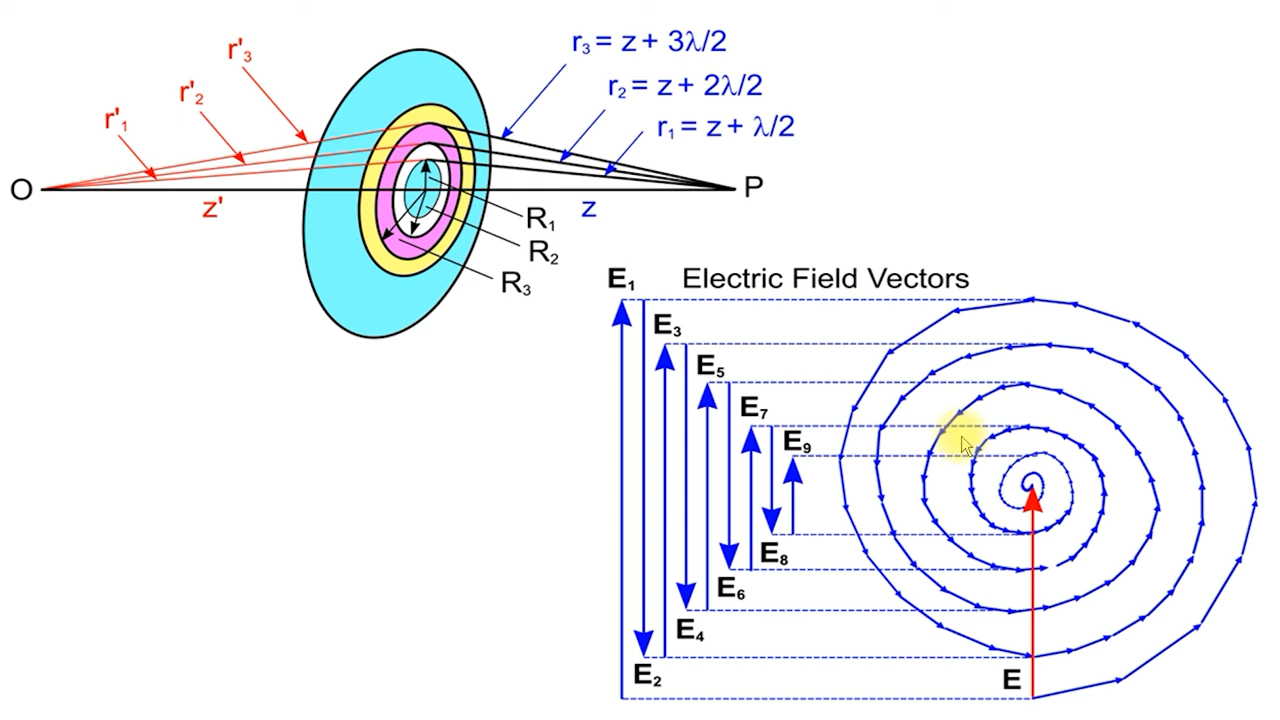 r'₃
r'₂
r'₁
r₃ = z + 3λ/2
r₂ = z + 2λ/2
r₁ = z + λ/2
O
z'
z
P
R₁
R₂
R₃
Electric Field Vectors
E₁
E₃
E₅
E₇
E₉
E₈
E₆
E₄
E₂
E